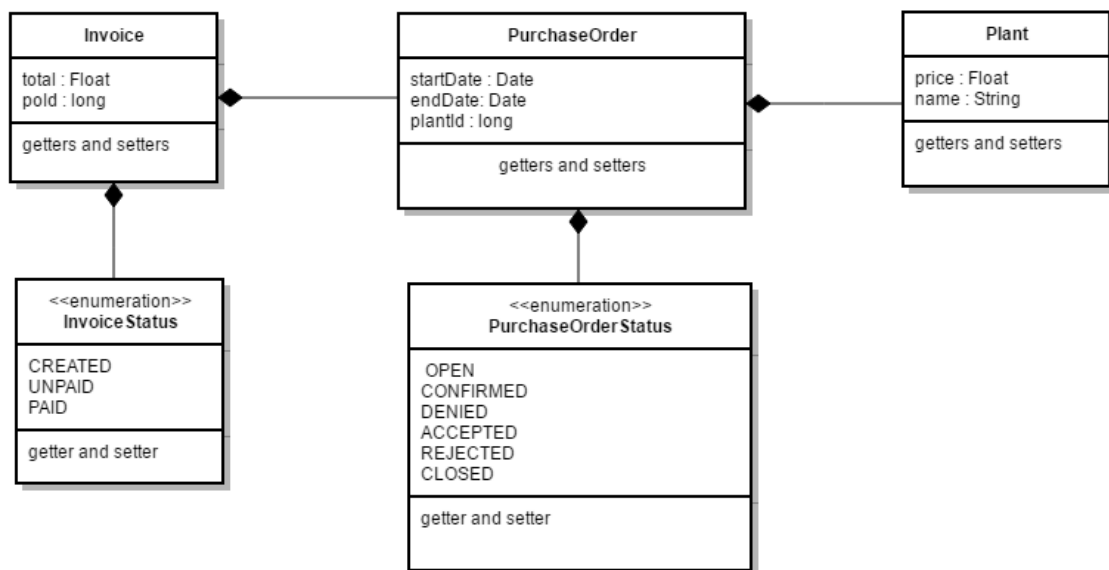 Invoice
total : Float
poId : long
getters and setters
PurchaseOrder
startDate : Date
endDate: Date
plantId : long
getters and setters
Plant
price : Float
name : String
getters and setters
<<enumeration>>
InvoiceStatus
CREATED
UNPAID
PAID
getter and setter
<<enumeration>>
PurchaseOrderStatus
OPEN
CONFIRMED
DENIED
ACCEPTED
REJECTED
CLOSED
getter and setter